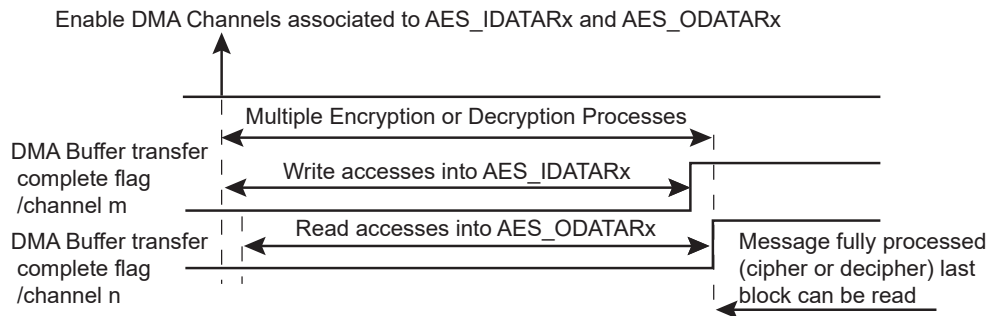 Enable DMA Channels associated to AES_IDATARx and AES_ODATARx
Multiple Encryption or Decryption Processes
DMA Buffer transfer
complete flag
/channel m
Write accesses into AES_IDATARx
DMA Buffer transfer
complete flag
/channel n
Read accesses into AES_ODATARx
Message fully processed
(cipher or decipher) last
block can be read